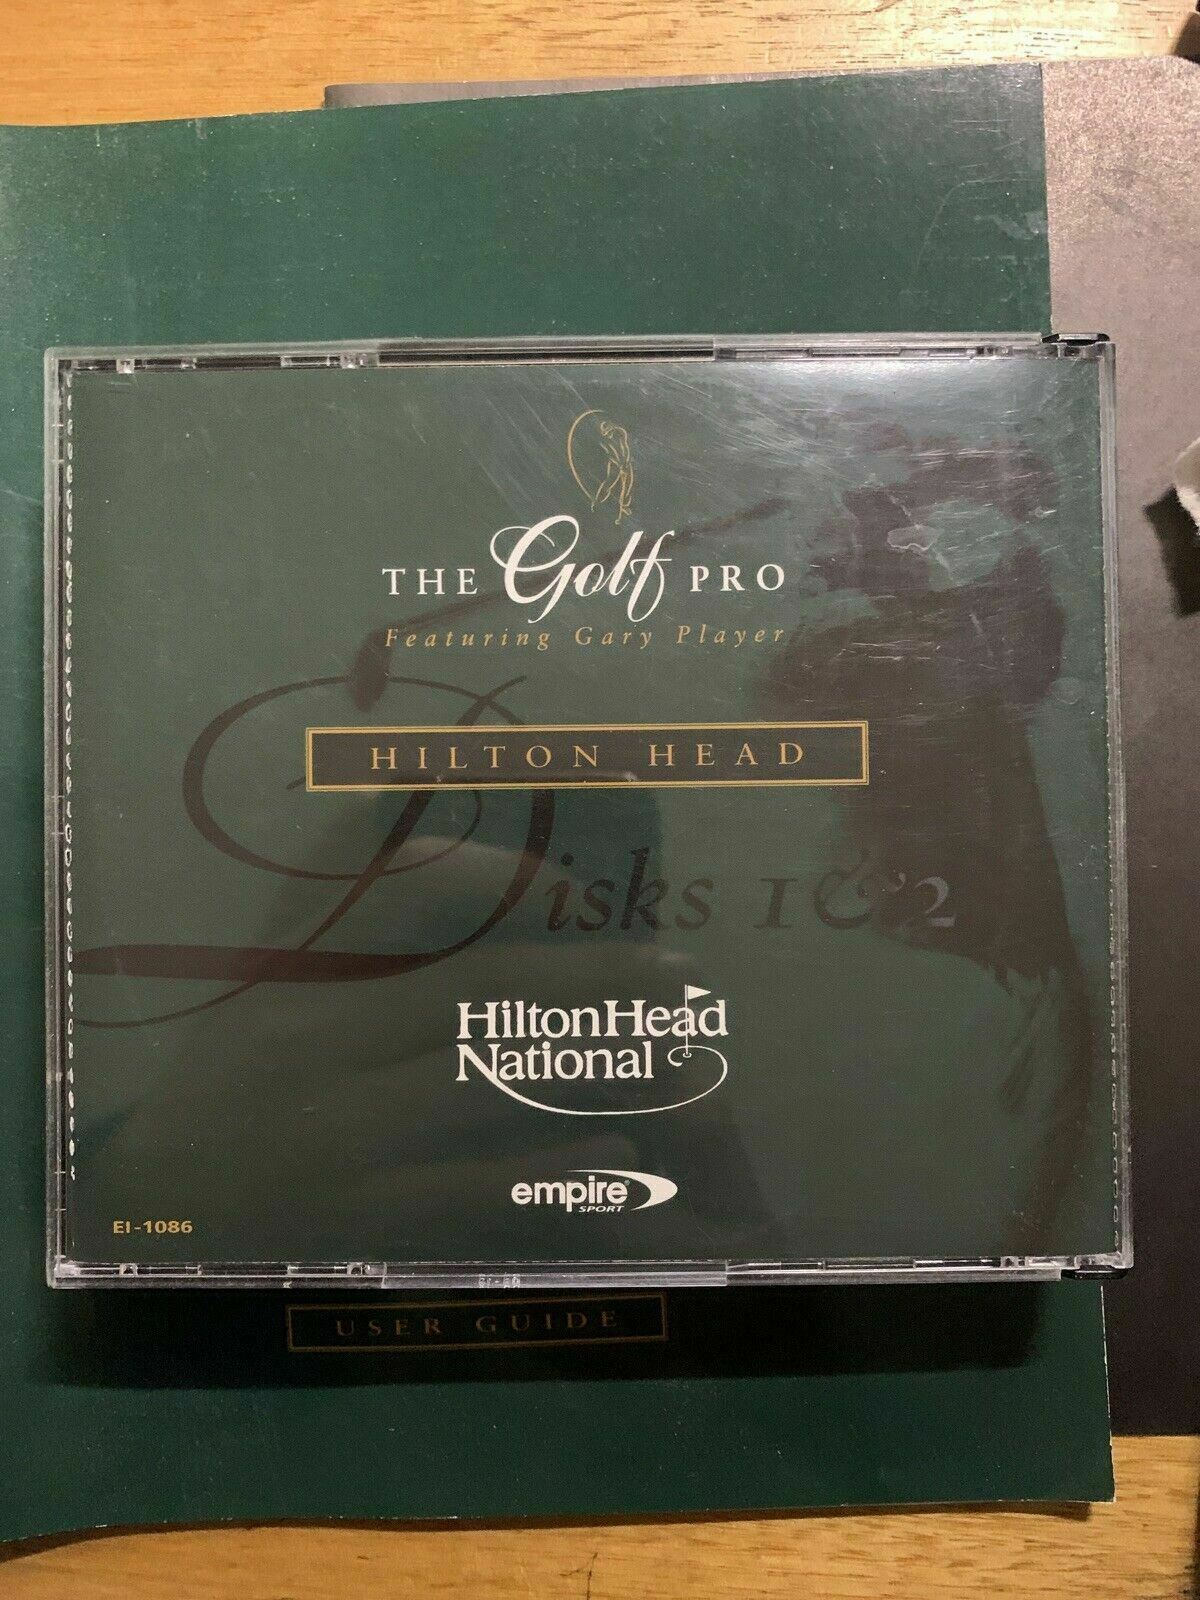 THE Golf PRO
Featuring Gary Player
HILTON HEAD
Disks 1 & 2
HiltonHead
National
empire
SPORT
EI-1086
USER GUIDE